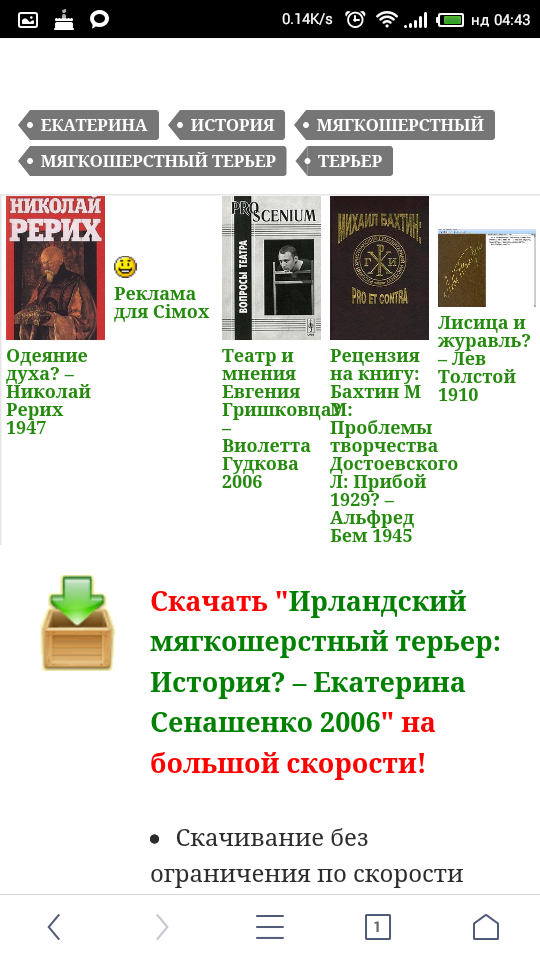 0.14K/s нд 04:43
ЕКАТЕРИНА ИСТОРИЯ МЯГКОШЕРСТНЫЙ
МЯГКОШЕРСТНЫЙ ТЕРЬЕР ТЕРЬЕР
НИКОЛАЙ
РЕРИХ
Одеяние
духа? –
Николай
Рерих
1947
Реклама
для Сімох
PRO
SCENIUM
ВОПРОСЫ ТЕАТРА
Театр и
мнения
Евгения
Гришковца?
–
Виолетта
Гудкова
2006
МИХАИЛ БАХТИН:
Г И
PRO ET CONTRA
Рецензия
на книгу:
Бахтин М
М:
Проблемы
творчества
Достоевского
Л: Прибой
1929? –
Альфред
Бем 1945
Лисица и
журавль?
– Лев
Толстой
1910
Скачать "Ирландский
мягкошерстный терьер:
История? – Екатерина
Сенашенко 2006" на
большой скорости!
• Скачивание без
ограничения по скорости
1